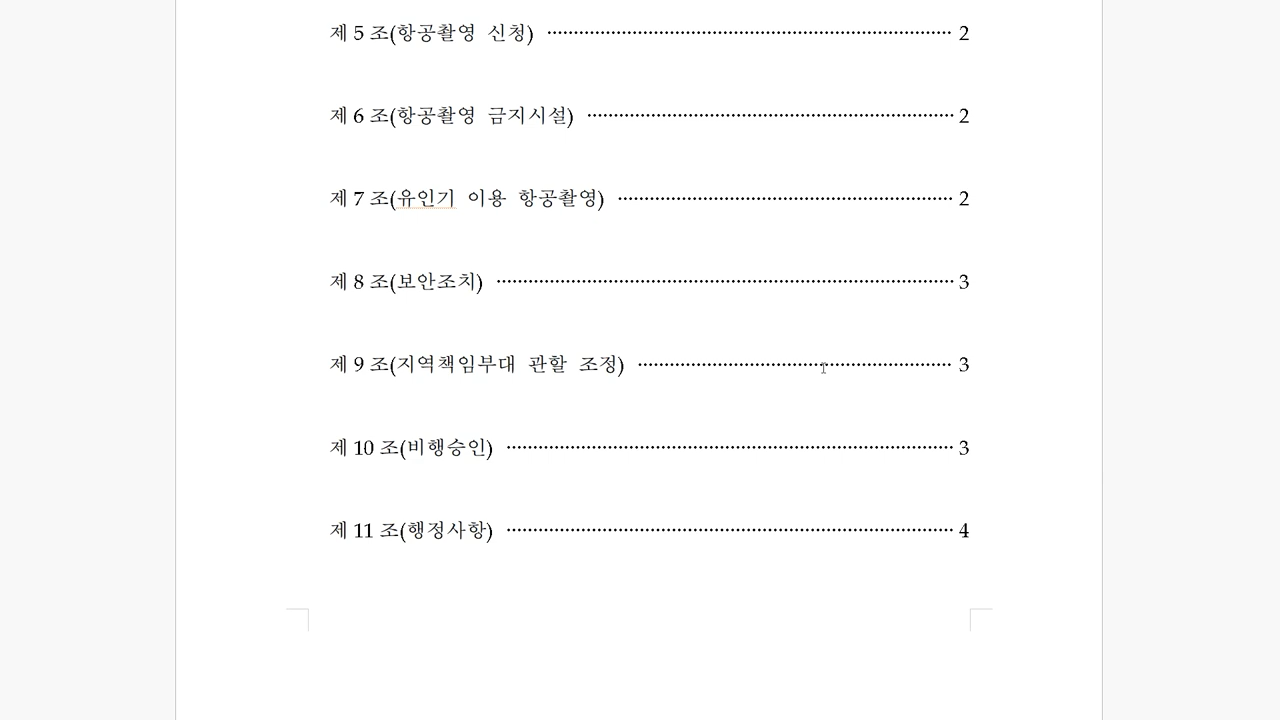 제 5 조(항공촬영 신청) ································································ 2
제 6 조(항공촬영 금지시설) ·························································· 2
제 7 조(유인기 이용 항공촬영) ····················································· 2
제 8 조(보안조치) ········································································ 3
제 9 조(지역책임부대 관할 조정) ·················································· 3
제 10 조(비행승인) ······································································ 3
제 11 조(행정사항) ······································································ 4